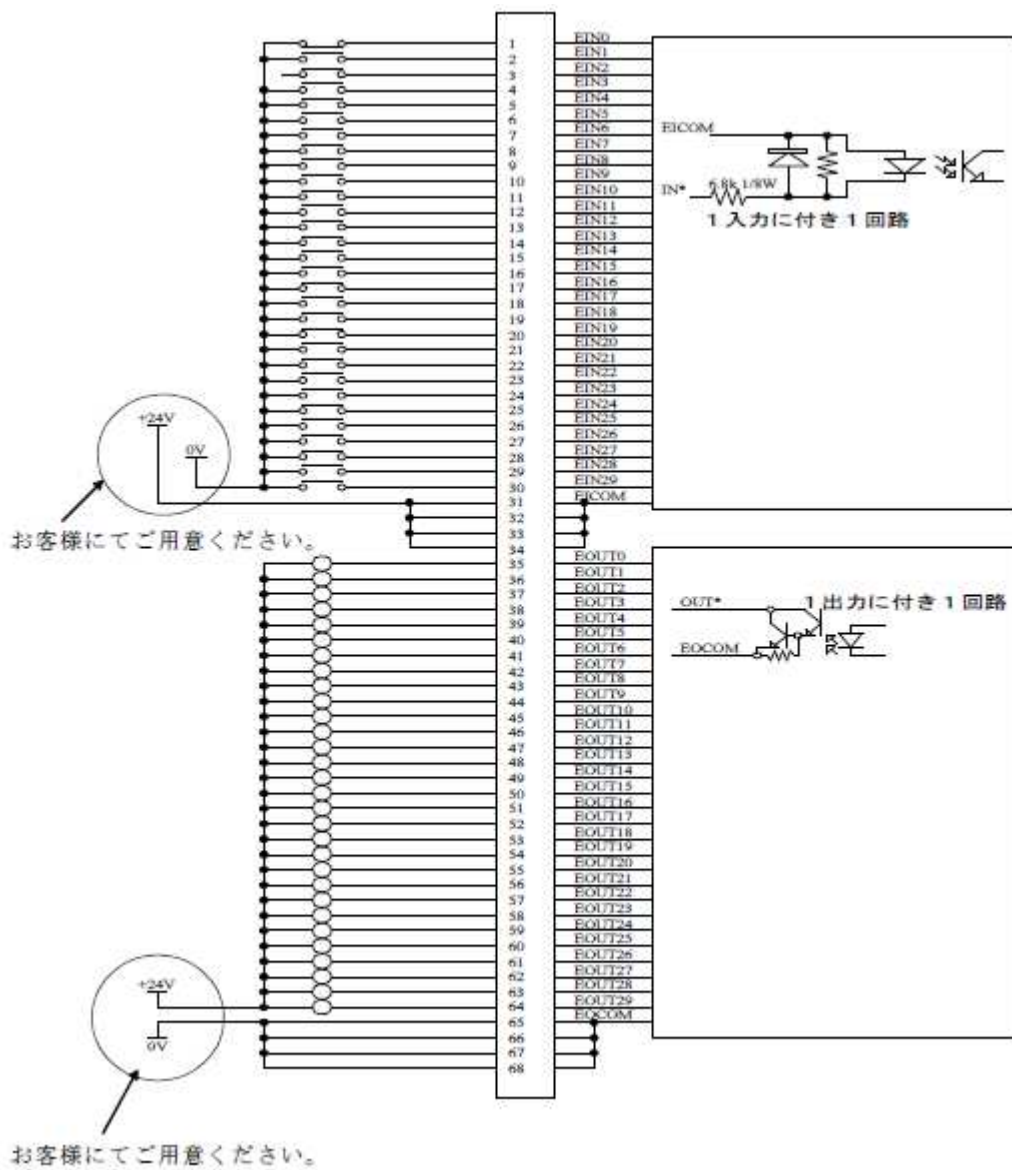 1 EIN0
2 EIN1
3 EIN2
4 EIN3
5 EIN4
6 EIN5
7 EIN6
8 EIN7
9 EIN8
10 EIN9
11 EIN10
12 EIN11
13 EIN12
14 EIN13
15 EIN14
16 EIN15
17 EIN16
18 EIN17
19 EIN18
20 EIN19
21 EIN20
22 EIN21
23 EIN22
24 EIN23
25 EIN24
26 EIN25
27 EIN26
28 EIN27
29 EIN28
30 EIN29
31 EICOM
32
33
34
EICOM
IN* 6.8k 1/8W
1入力に付き1回路
+24V
0V
お客様にてご用意ください。
35 EOUT0
36 EOUT1
37 EOUT2
38 EOUT3
39 EOUT4
40 EOUT5
41 EOUT6
42 EOUT7
43 EOUT8
44 EOUT9
45 EOUT10
46 EOUT11
47 EOUT12
48 EOUT13
49 EOUT14
50 EOUT15
51 EOUT16
52 EOUT17
53 EOUT18
54 EOUT19
55 EOUT20
56 EOUT21
57 EOUT22
58 EOUT23
59 EOUT24
60 EOUT25
61 EOUT26
62 EOUT27
63 EOUT28
64 EOUT29
65 EOCOM
66
67
68
OUT* 1出力に付き1回路
EOCOM
+24V
0V
お客様にてご用意ください。